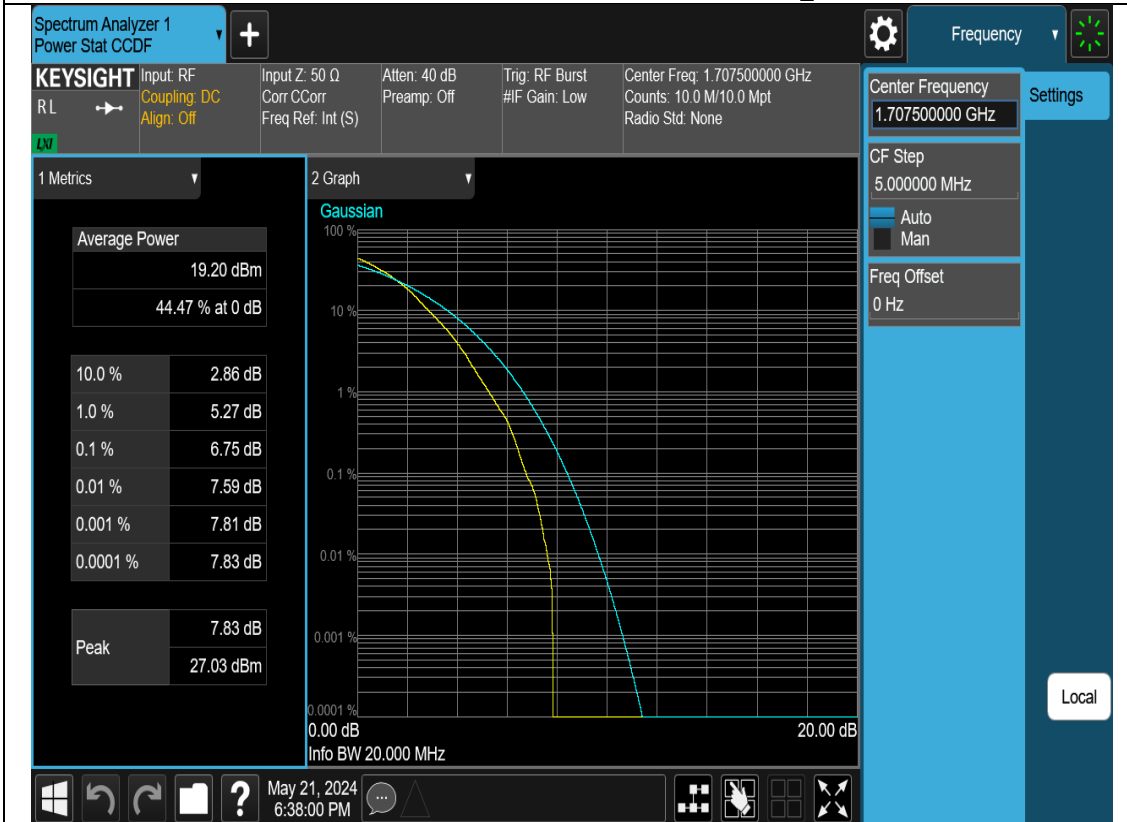 Spectrum Analyzer 1
Power Stat CCDF
Frequency
KEYSIGHT
RL
LXI
Input: RF
Coupling: DC
Align: Off
Input Z: 50 Ω
Corr CCorr
Freq Ref: Int (S)
Atten: 40 dB
Preamp: Off
Trig: RF Burst
#IF Gain: Low
Center Freq: 1.707500000 GHz
Counts: 10.0 M/10.0 Mpt
Radio Std: None
Center Frequency
1.707500000 GHz
Settings
CF Step
5.000000 MHz
Auto
Man
Freq Offset
0 Hz
Local
1 Metrics
Average Power
19.20 dBm
44.47 % at 0 dB
10.0 % 2.86 dB
1.0 % 5.27 dB
0.1 % 6.75 dB
0.01 % 7.59 dB
0.001 % 7.81 dB
0.0001 % 7.83 dB
Peak
7.83 dB
27.03 dBm
2 Graph
Gaussian
100 %
10 %
1 %
0.1 %
0.01 %
0.001 %
0.0001 %
0.00 dB 20.00 dB
Info BW 20.000 MHz
?
May 21, 2024
6:38:00 PM